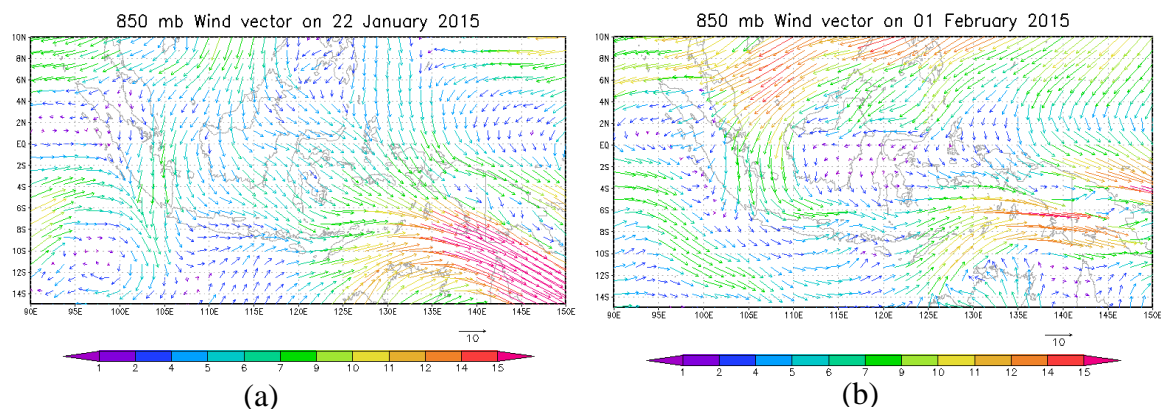 850 mb Wind vector on 22 January 2015
10N
8N
6N
4N
2N
EQ
2S
4S
6S
8S
10S
12S
14S
90E 95E 100E 105E 110E 115E 120E 125E 130E 135E 140E 145E 150E
10
1 2 4 5 6 7 9 10 11 12 14 15
(a)
850 mb Wind vector on 01 February 2015
10N
8N
6N
4N
2N
EQ
2S
4S
6S
8S
10S
12S
14S
90E 95E 100E 105E 110E 115E 120E 125E 130E 135E 140E 145E 150E
10
1 2 4 5 6 7 9 10 11 12 14 15
(b)